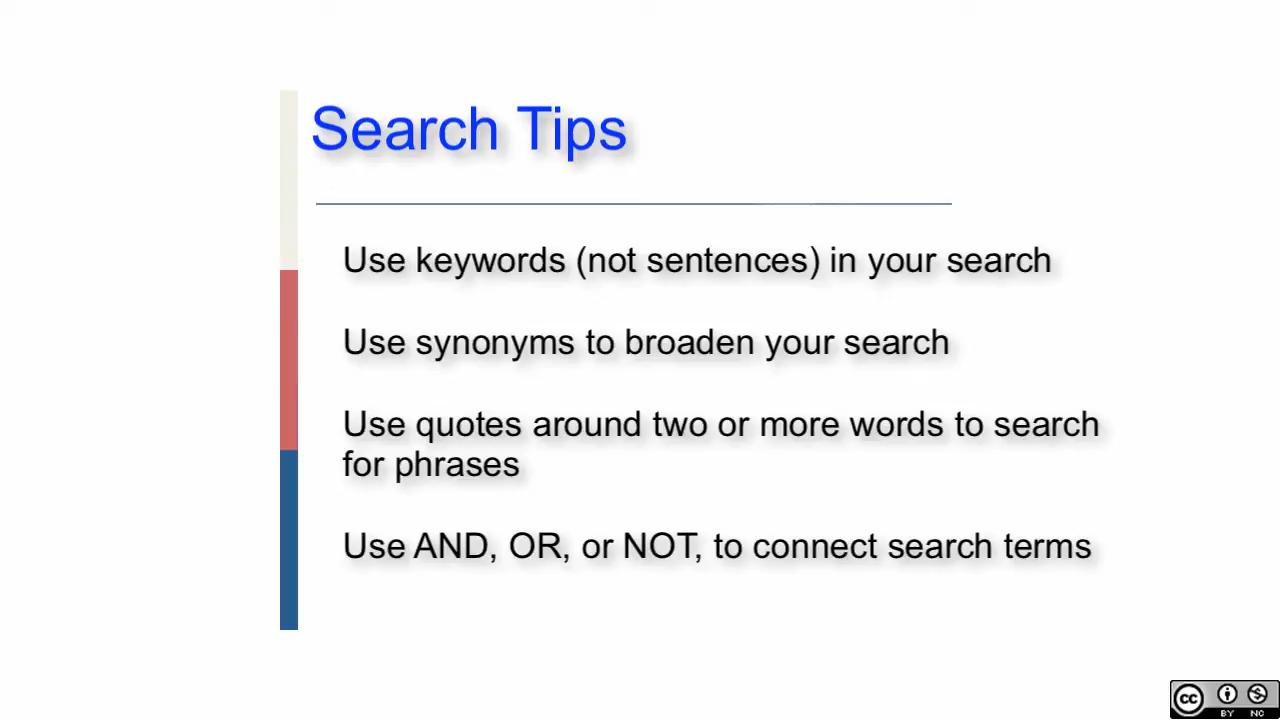 Search Tips
Use keywords (not sentences) in your search
Use synonyms to broaden your search
Use quotes around two or more words to search
for phrases
Use AND, OR, or NOT, to connect search terms
cc
BY NC